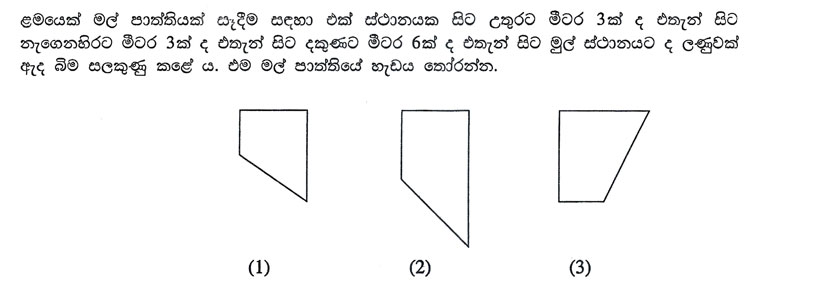 ළමයෙක් මල් පාත්තියක් සෑදීම සඳහා එක් ස්ථානයක සිට උතුරට මීටර 3ක් ද එතැන් සිට
නැගෙනහිරට මීටර 3ක් ද එතැන් සිට දකුණට මීටර 6ක් ද එතැන් සිට මුල් ස්ථානයට ද ලණුවක්
ඇද බිම සලකුණු කළේ ය. එම මල් පාත්තියේ හැඩය තෝරන්න.
(1) (2) (3)